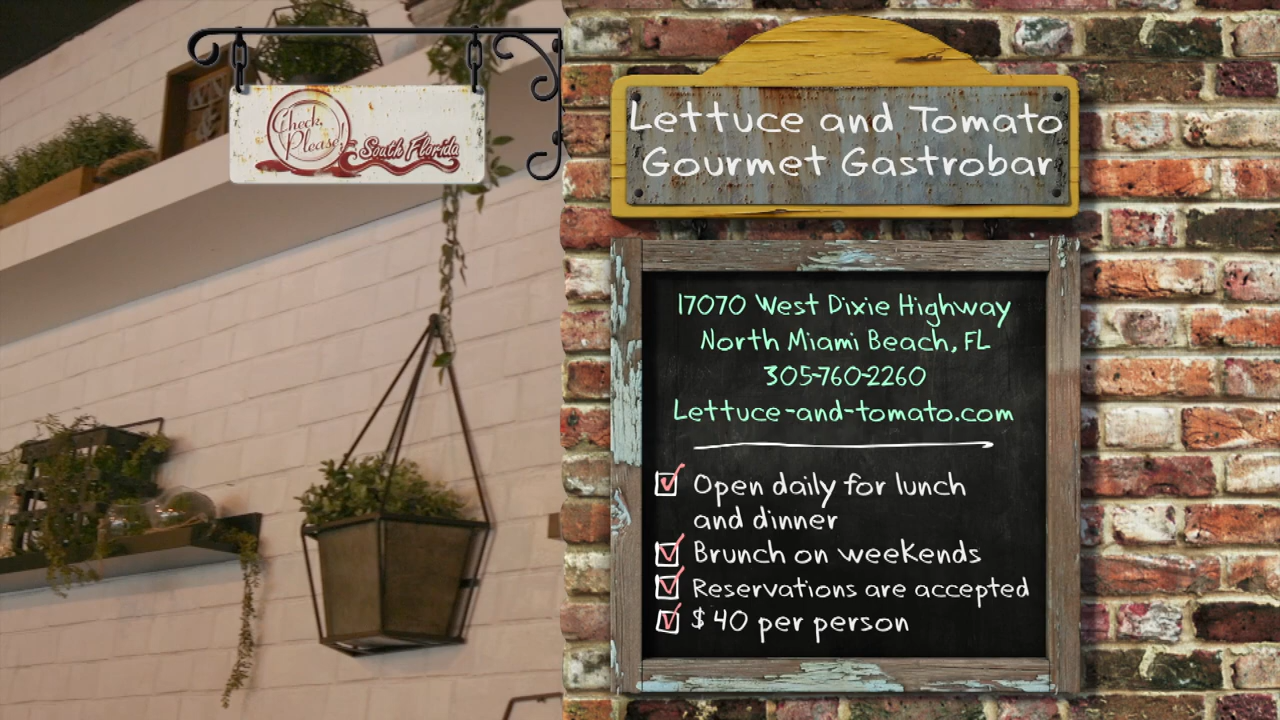 Check,
Please!
South Florida
Lettuce and Tomato
Gourmet Gastrobar
17070 West Dixie Highway
North Miami Beach, FL
305-760-2260
Lettuce-and-tomato.com
Open daily for lunch
and dinner
Brunch on weekends
Reservations are accepted
$40 per person